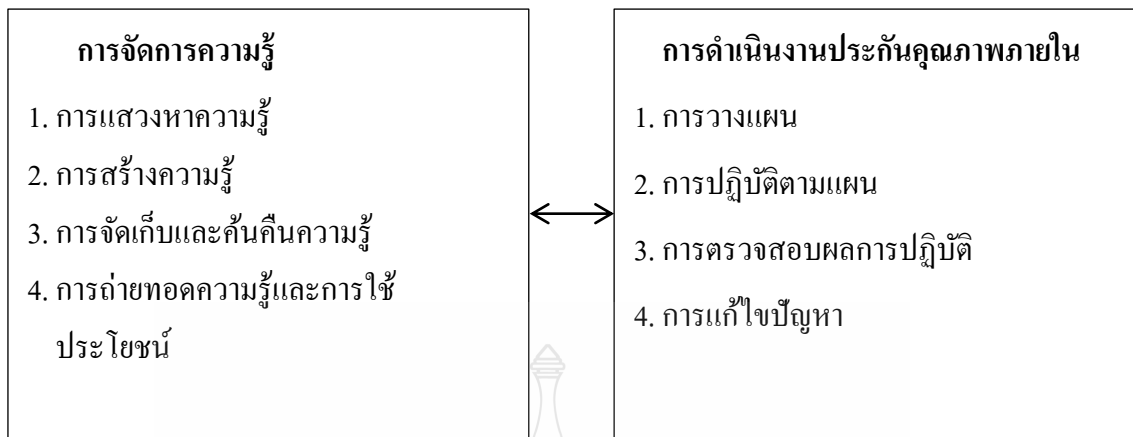 การจัดการความรู้
1. การแสวงหาความรู้
2. การสร้างความรู้
3. การจัดเก็บและค้นคืนความรู้
4. การถ่ายทอดความรู้และการใช้
ประโยชน์
การดำเนินงานประกันคุณภาพภายใน
1. การวางแผน
2. การปฏิบัติตามแผน
3. การตรวจสอบผลการปฏิบัติ
4. การแก้ไขปัญหา